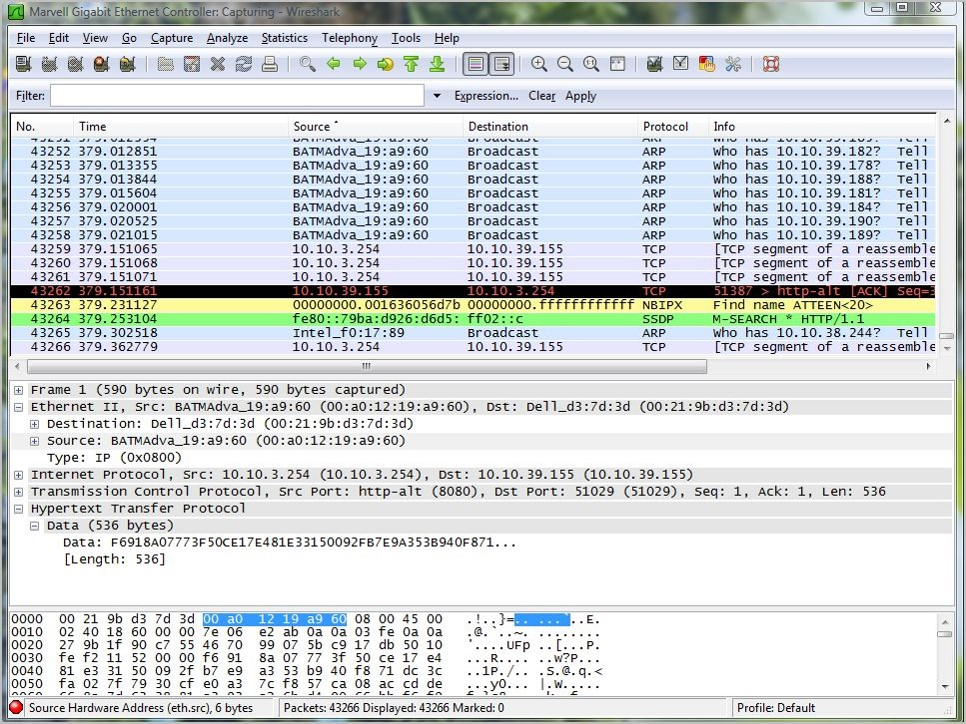 Marvell Gigabit Ethernet Controller: Capturing - Wireshark
File Edit View Go Capture Analyze Statistics Telephony Tools Help
Filter: Expression... Clear Apply
No. Time Source Destination Protocol Info
43252 379.012851 BATMAdva_19:a9:60 Broadcast ARP Who has 10.10.39.182? Tell
43253 379.013355 BATMAdva_19:a9:60 Broadcast ARP Who has 10.10.39.178? Tell
43254 379.013844 BATMAdva_19:a9:60 Broadcast ARP Who has 10.10.39.188? Tell
43255 379.015604 BATMAdva_19:a9:60 Broadcast ARP Who has 10.10.39.181? Tell
43256 379.020001 BATMAdva_19:a9:60 Broadcast ARP Who has 10.10.39.184? Tell
43257 379.020525 BATMAdva_19:a9:60 Broadcast ARP Who has 10.10.39.190? Tell
43258 379.021015 BATMAdva_19:a9:60 Broadcast ARP Who has 10.10.39.189? Tell
43259 379.151065 10.10.3.254 10.10.39.155 TCP [TCP segment of a reassemble
43260 379.151068 10.10.3.254 10.10.39.155 TCP [TCP segment of a reassemble
43261 379.151071 10.10.3.254 10.10.39.155 TCP [TCP segment of a reassemble
43262 379.151161 10.10.39.155 10.10.3.254 TCP 51387 > http-alt [ACK] Seq=3
43263 379.231127 00000000.001636056d7b 00000000.ffffffffffff NBIPX Find name ATTEEN<20>
43264 379.253104 fe80::79ba:d926:d6d5: ff02::c SSDP M-SEARCH * HTTP/1.1
43265 379.302518 Intel_f0:17:89 Broadcast ARP Who has 10.10.38.244? Tell
43266 379.362779 10.10.3.254 10.10.39.155 TCP [TCP segment of a reassemble
Frame 1 (590 bytes on wire, 590 bytes captured)
Ethernet II, Src: BATMAdva_19:a9:60 (00:a0:12:19:a9:60), Dst: Dell_d3:7d:3d (00:21:9b:d3:7d:3d)
Destination: Dell_d3:7d:3d (00:21:9b:d3:7d:3d)
Source: BATMAdva_19:a9:60 (00:a0:12:19:a9:60)
Type: IP (0x0800)
Internet Protocol, Src: 10.10.3.254 (10.10.3.254), Dst: 10.10.39.155 (10.10.39.155)
Transmission Control Protocol, Src Port: http-alt (8080), Dst Port: 51029 (51029), Seq: 1, Ack: 1, Len: 536
Hypertext Transfer Protocol
Data (536 bytes)
Data: F6918A07773F50CE17E481E33150092FB7E9A353B940F871...
[Length: 536]
0000 00 21 9b d3 7d 3d 00 a0 12 19 a9 60 08 00 45 00 .!..}=.. ...`..E.
0010 02 40 18 60 00 00 7e 06 e2 ab 0a 0a 03 fe 0a 0a .@.`..~. ........
0020 27 9b 1f 90 c7 55 46 70 99 07 5b c9 17 db 50 10 '....UFp ..[...P.
0030 fe f2 11 52 00 00 f6 91 8a 07 77 3f 50 ce 17 e4 ...R.... ..w?P...
0040 81 e3 31 50 09 2f b7 e9 a3 53 b9 40 f8 71 dc 3c ..1P./.. .S.@.q.<
0050 fa 02 7f 79 30 cf e0 a3 7c cf 8f 57 ca 08 ac cd de ...y0... |.W.....
Source Hardware Address (eth.src), 6 bytes Packets: 43266 Displayed: 43266 Marked: 0 Profile: Default